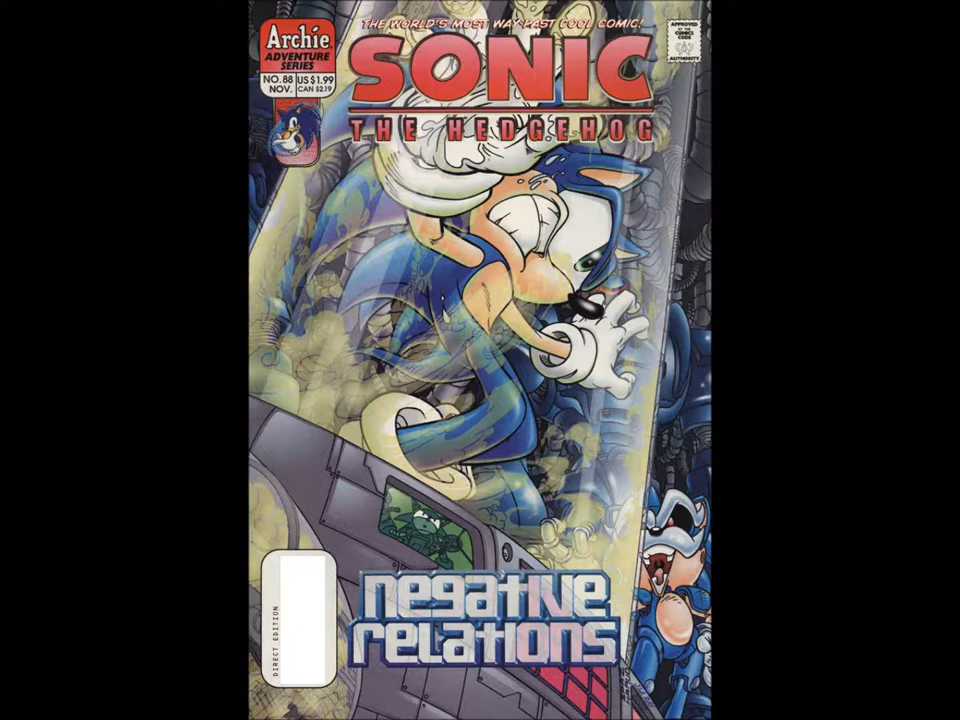 THE WORLD'S MOST WAY PAST COOL COMIC!
Archie
ADVENTURE
SERIES
NO. 88
NOV.
US $1.99
CAN $2.19
SONIC
THE HEDGEHOG
APPROVED
BY THE
COMICS
CODE
AUTHORITY
negative
relations
DIRECT EDITION